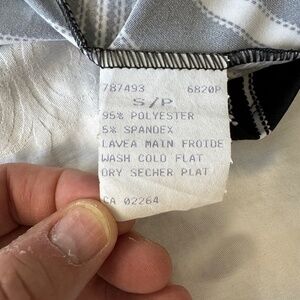 787493 6820P
S/P
95% POLYESTER
5% SPANDEX
LAVEA MAIN FROIDE
WASH COLD FLAT
DRY SECHER PLAT
CA 02264